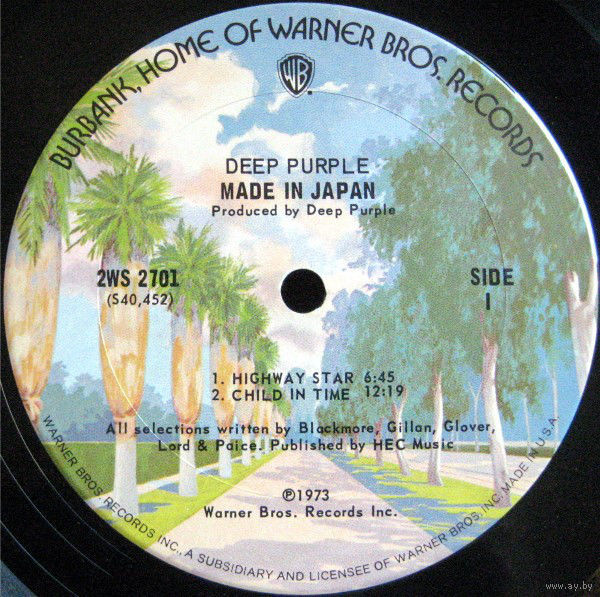 BURBANK, HOME OF WARNER BROS. RECORDS
WB
DEEP PURPLE
MADE IN JAPAN
Produced by Deep Purple
2WS 2701
(S40,452)
SIDE
1
1. HIGHWAY STAR 6:45
2. CHILD IN TIME 12:19
All selections written by Blackmore, Gillan, Glover,
Lord & Paice. Published by HEC Music
℗1973
Warner Bros. Records Inc.
WARNER BROS. RECORDS INC., A SUBSIDIARY AND LICENSEE OF WARNER BROS. INC. MADE IN U.S.A.
www.ay.by